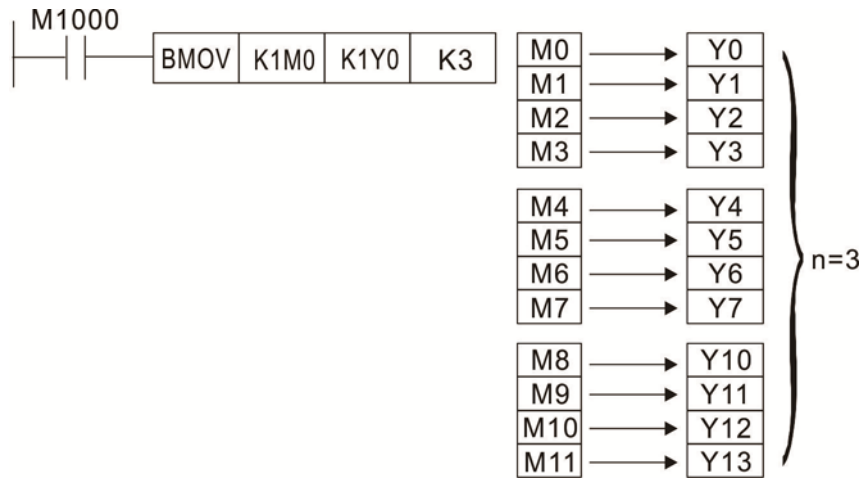 M1000
BMOV K1M0 K1Y0 K3
M0 Y0
M1 Y1
M2 Y2
M3 Y3
M4 Y4
M5 Y5
M6 Y6
M7 Y7
n=3
M8 Y10
M9 Y11
M10 Y12
M11 Y13